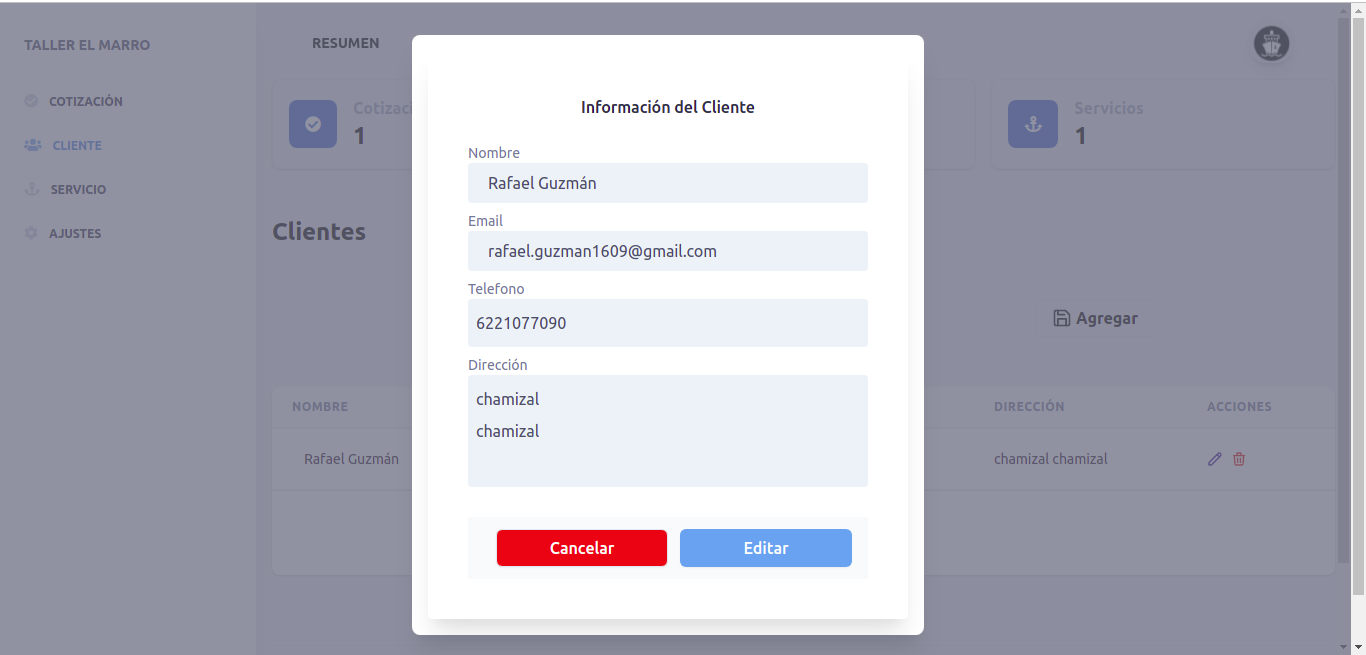 TALLER EL MARRO
COTIZACIÓN
CLIENTE
SERVICIO
AJUSTES
RESUMEN
Cotizaci
1
Servicios
1
Clientes
Agregar
NOMBRE
DIRECCIÓN
ACCIONES
Rafael Guzmán
chamizal chamizal
Información del Cliente
Nombre
Rafael Guzmán
Email
rafael.guzman1609@gmail.com
Telefono
6221077090
Dirección
chamizal
chamizal
Cancelar
Editar